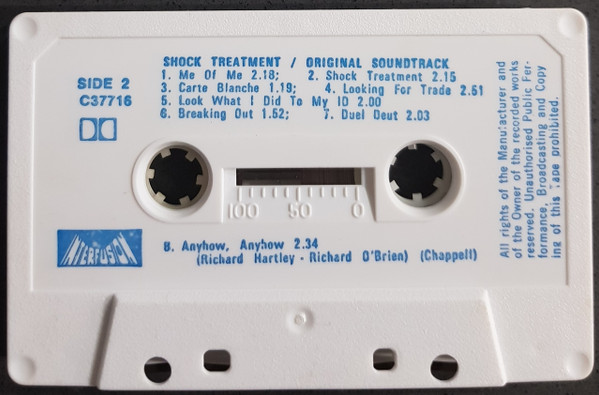 SHOCK TREATMENT / ORIGINAL SOUNDTRACK
SIDE 2
C37716
1. Me Of Me 2.18; 2. Shock Treatment 2.15
3. Carte Blanche 1.19; 4. Looking For Trade 2.51
5. Look What I Did To My ID 2.00
6. Breaking Out 1.52; 7. Duel Deut 2.03
100 50 0
INTERFUSION
8. Anyhow, Anyhow 2.34
(Richard Hartley - Richard O'Brien) (Chappell)
All rights of the Manufacturer and
of the Owner of the recorded works
reserved. Unauthorised Public Per-
formance, Broadcasting and Copy
ing of this Tape prohibited.